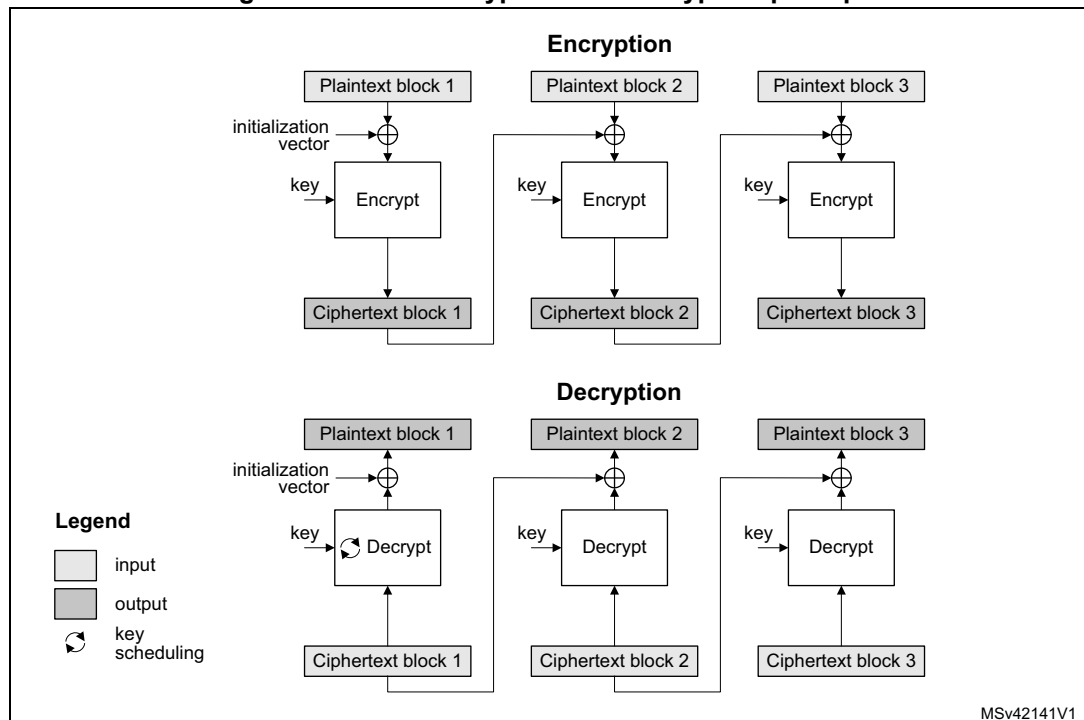 Encryption
Plaintext block 1
Plaintext block 2
Plaintext block 3
initialization
vector
key
Encrypt
key
Encrypt
key
Encrypt
Ciphertext block 1
Ciphertext block 2
Ciphertext block 3
Decryption
Plaintext block 1
Plaintext block 2
Plaintext block 3
initialization
vector
key
Decrypt
key
Decrypt
key
Decrypt
Legend
input
output
key
scheduling
Ciphertext block 1
Ciphertext block 2
Ciphertext block 3
MSv42141V1